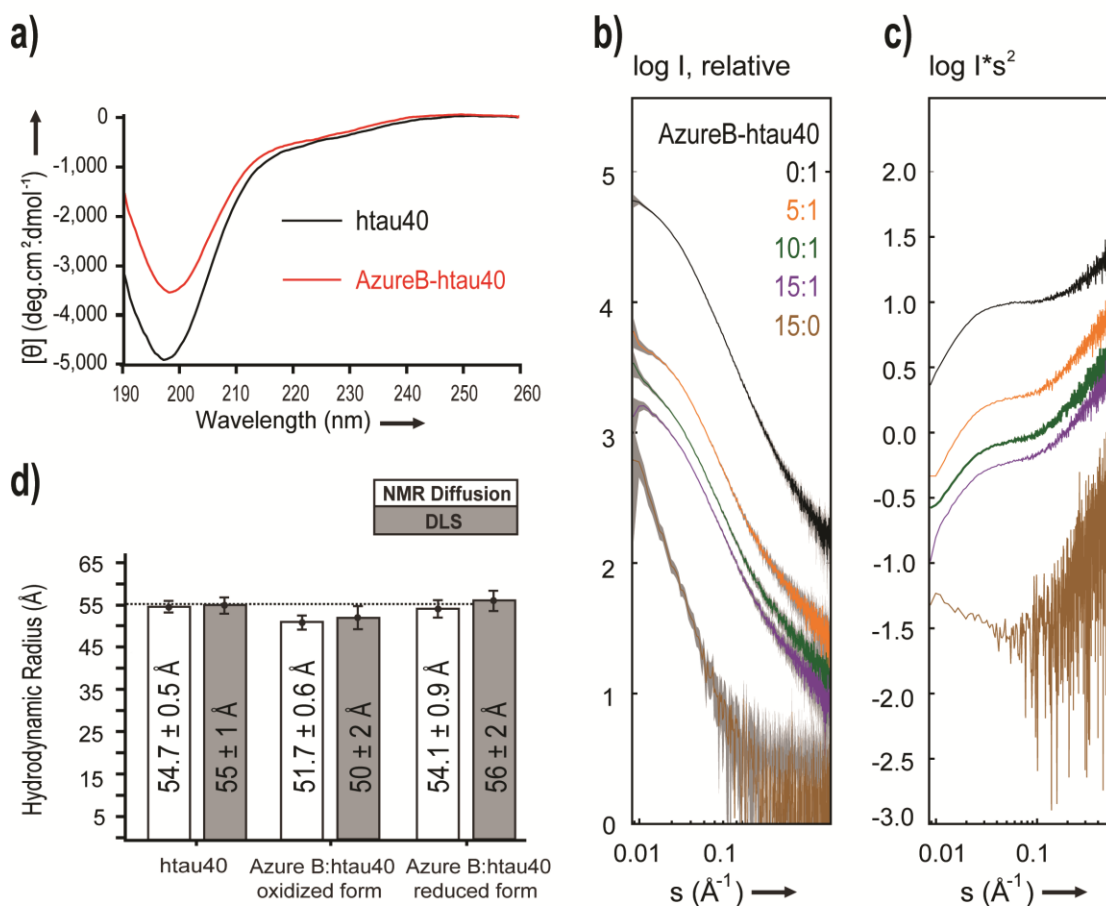 a)
[θ] (deg.cm².dmol⁻¹)
0
-1,000
-2,000
-3,000
-4,000
-5,000
htau40
AzureB-htau40
190 200 210 220 230 240 250 260
Wavelength (nm)
b)
log I, relative
AzureB-htau40
0:1
5:1
10:1
15:1
15:0
5
4
3
2
1
0
0.01 0.1
s (Å⁻¹)
c)
log I*s²
2.0
1.5
1.0
0.5
0.0
-0.5
-1.0
-1.5
-2.0
-2.5
-3.0
0.01 0.1
s (Å⁻¹)
d)
NMR Diffusion
DLS
Hydrodynamic Radius (Å)
65
55
45
35
25
15
5
54.7 ± 0.5 Å
55 ± 1 Å
51.7 ± 0.6 Å
50 ± 2 Å
54.1 ± 0.9 Å
56 ± 2 Å
htau40
Azure B:htau40
oxidized form
Azure B:htau40
reduced form